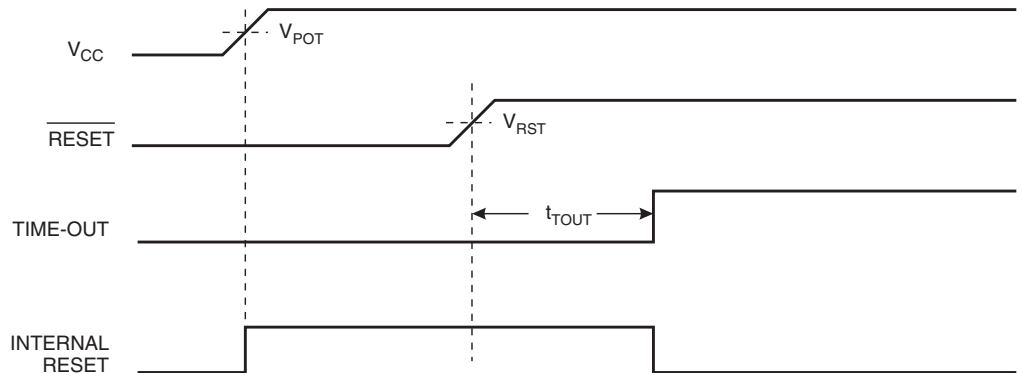 V_CC
V_POT
RESET
V_RST
TIME-OUT
t_TOUT
INTERNAL
RESET